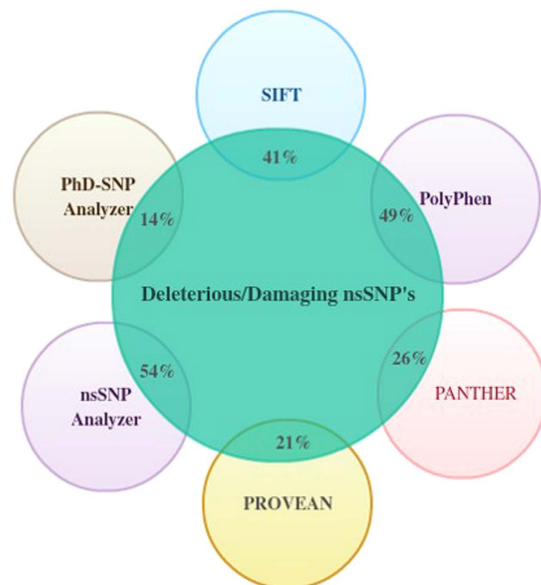 SIFT
41%
PhD-SNP
Analyzer
14%
PolyPhen
49%
Deleterious/Damaging nsSNP's
26%
PANTHER
54%
nsSNP
Analyzer
21%
PROVEAN